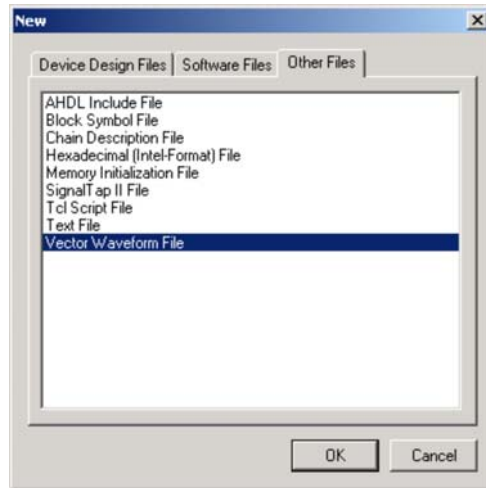 New
Device Design Files
Software Files
Other Files
AHDL Include File
Block Symbol File
Chain Description File
Hexadecimal (Intel-Format) File
Memory Initialization File
SignalTap II File
Tcl Script File
Text File
Vector Waveform File
OK
Cancel